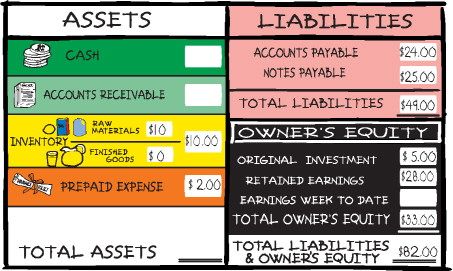 ASSETS
CASH
ACCOUNTS RECEIVABLE
INVENTORY
RAW MATERIALS $10
FINISHED GOODS $0
$10.00
PREPAID EXPENSE $2.00
TOTAL ASSETS
LIABILITIES
ACCOUNTS PAYABLE $24.00
NOTES PAYABLE $25.00
TOTAL LIABILITIES $49.00
OWNER'S EQUITY
ORIGINAL INVESTMENT $5.00
RETAINED EARNINGS $28.00
EARNINGS WEEK TO DATE
TOTAL OWNER'S EQUITY $33.00
TOTAL LIABILITIES
& OWNER'S EQUITY $82.00